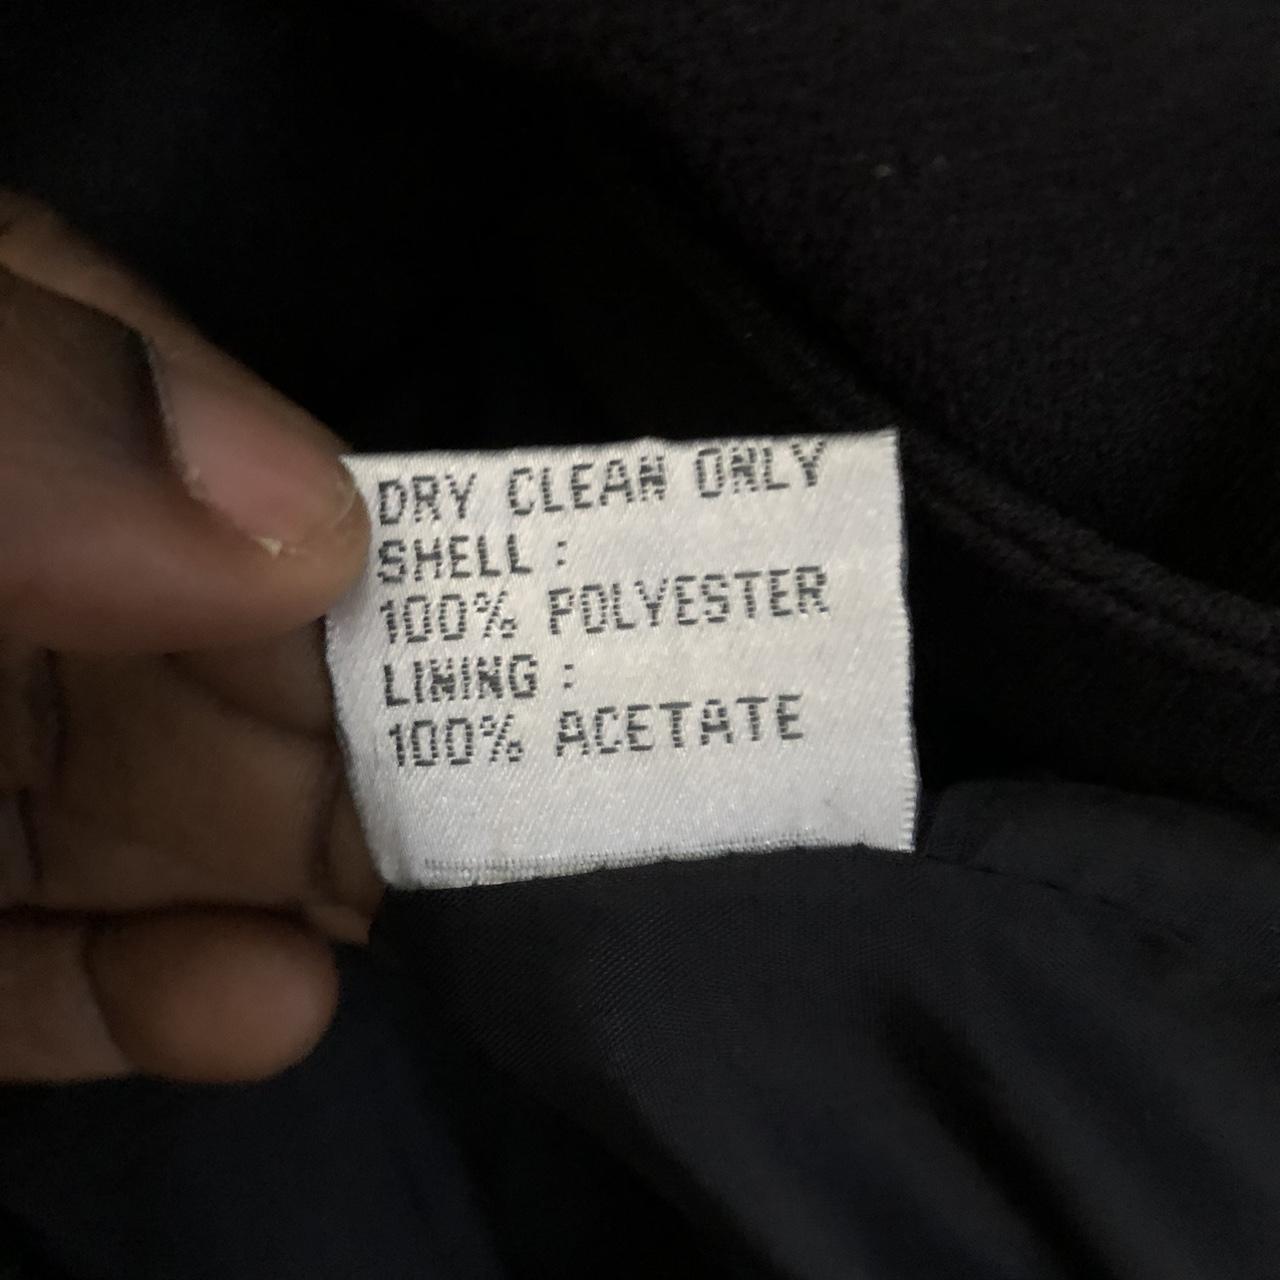 DRY CLEAN ONLY
SHELL :
100% POLYESTER
LINING :
100% ACETATE